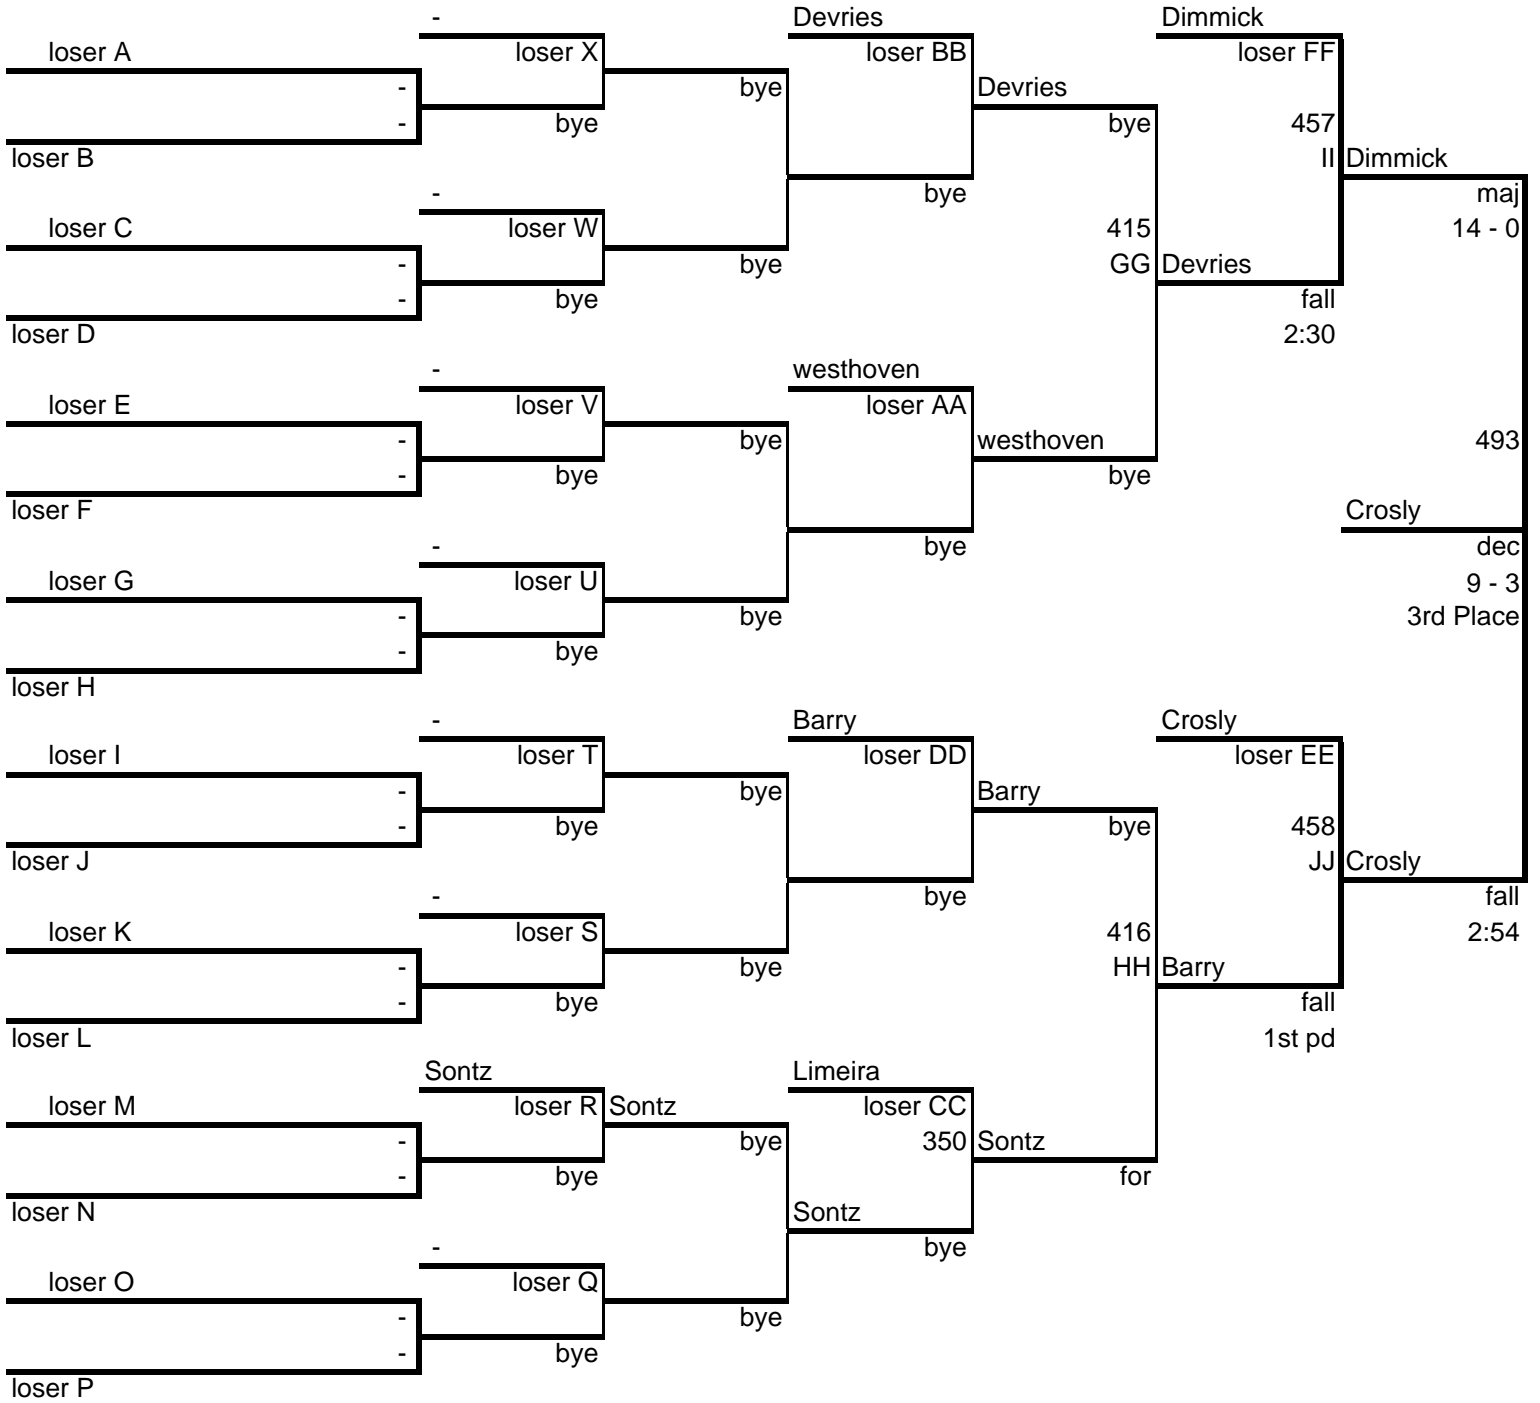 - Devries Dimmick
loser A loser X loser BB loser FF
- bye Devries
- bye bye 457
loser B II Dimmick
- bye maj
loser C loser W 415 14 - 0
- bye GG Devries
- bye fall
loser D 2:30
- westhoven
loser E loser V loser AA
- bye westhoven 493
- bye bye
loser F Crosly
- bye dec
loser G loser U 9 - 3
- bye 3rd Place
- bye
loser H
- Barry Crosly
loser I loser T loser DD loser EE
- bye Barry
- bye bye 458
loser J JJ Crosly
- bye fall
loser K loser S 416 2:54
- bye HH Barry
- bye fall
loser L 1st pd
Sontz Limeira
loser M loser R Sontz loser CC
- bye 350 Sontz
- bye for
loser N Sontz
- bye
loser O loser Q
- bye
- bye
loser P